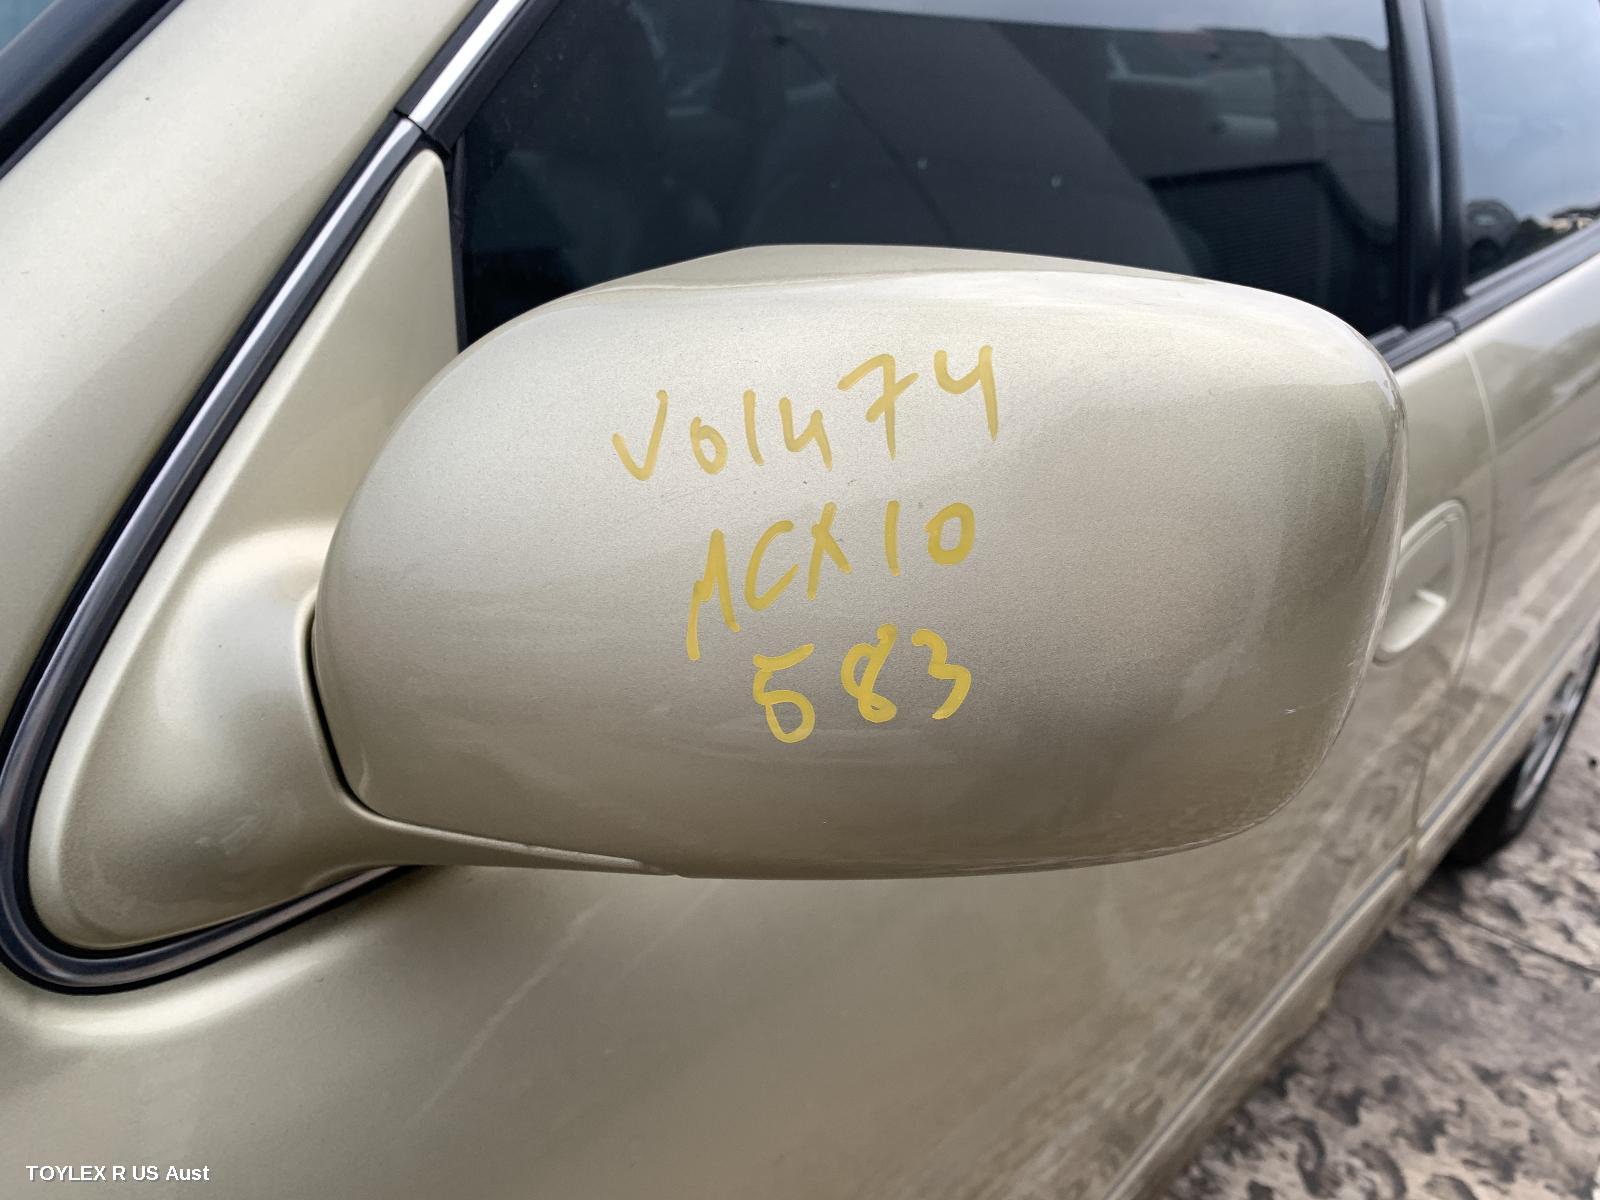 V01474
MCX10
583
TOYLEX R US Aust